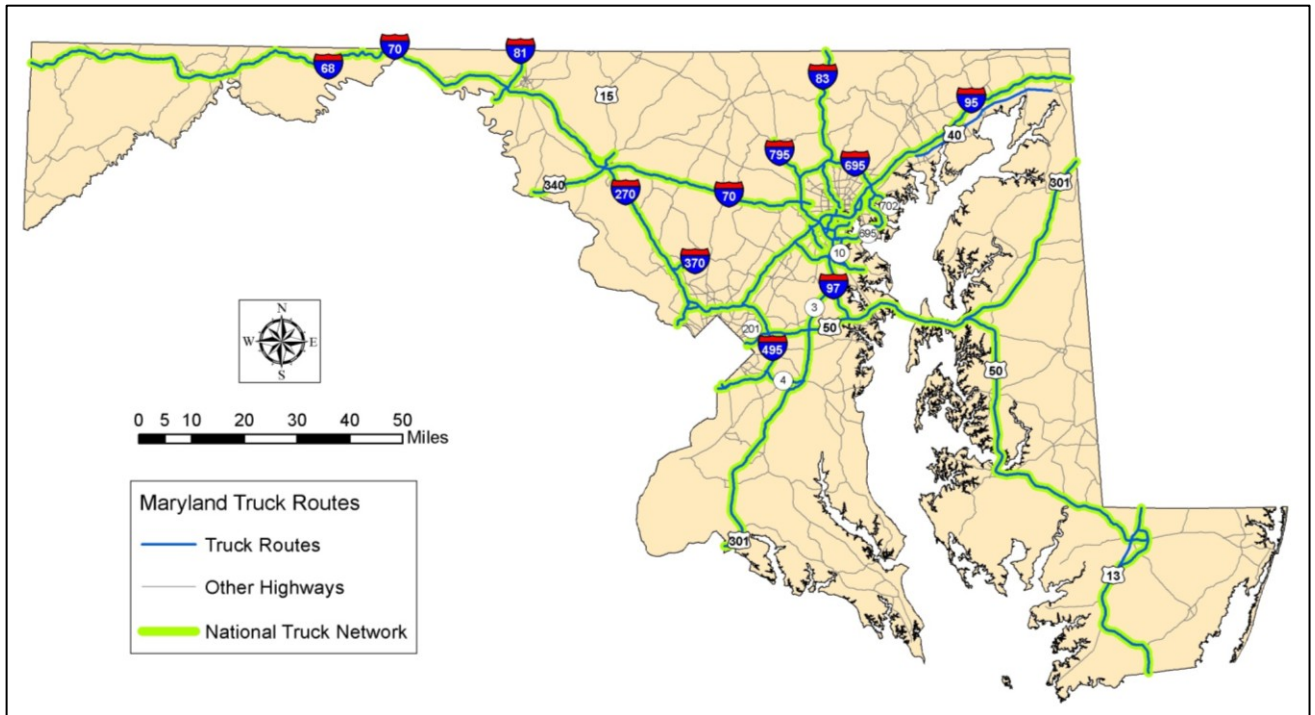 68
70
81
15
83
95
40
795
695
340
270
70
702
301
695
370
10
97
3
201
50
495
50
4
301
13
N
W E
S
0 5 10 20 30 40 50
Miles
Maryland Truck Routes
Truck Routes
Other Highways
National Truck Network